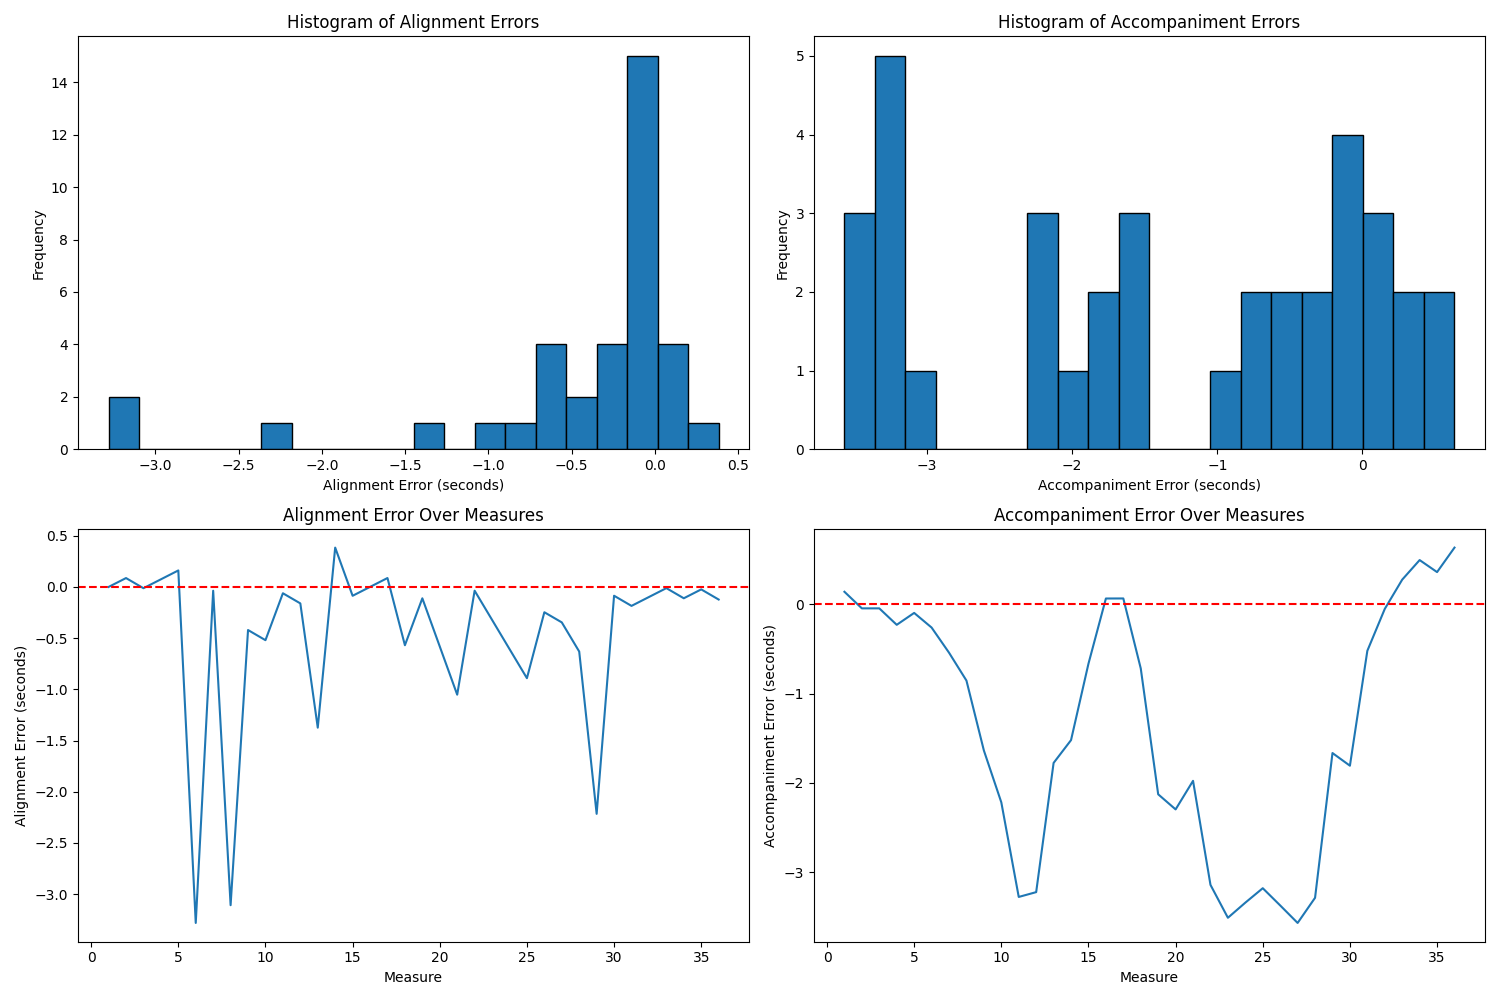 Histogram of Alignment Errors
Frequency
14
12
10
8
6
4
2
0
−3.0 −2.5 −2.0 −1.5 −1.0 −0.5 0.0 0.5
Alignment Error (seconds)
Histogram of Accompaniment Errors
Frequency
5
4
3
2
1
0
−3 −2 −1 0
Accompaniment Error (seconds)
Alignment Error Over Measures
Alignment Error (seconds)
0.5
0.0
−0.5
−1.0
−1.5
−2.0
−2.5
−3.0
0 5 10 15 20 25 30 35
Measure
Accompaniment Error Over Measures
Accompaniment Error (seconds)
0
−1
−2
−3
0 5 10 15 20 25 30 35
Measure